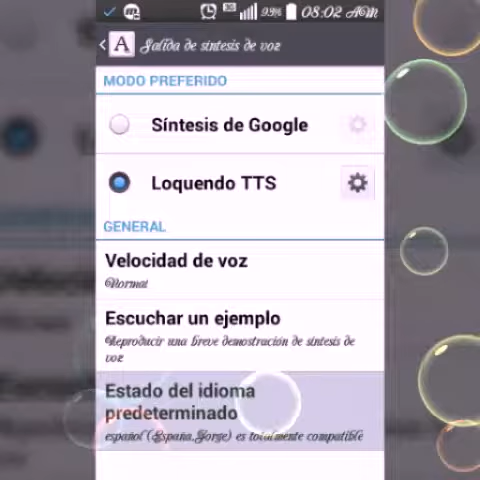 3G 99% 08:02 AM
A Salida de síntesis de voz
MODO PREFERIDO
Síntesis de Google
Loquendo TTS
GENERAL
Velocidad de voz
Normal
Escuchar un ejemplo
Reproducir una breve demostración de síntesis de
voz
Estado del idioma
predeterminado
español (España,Jorge) es totalmente compatible